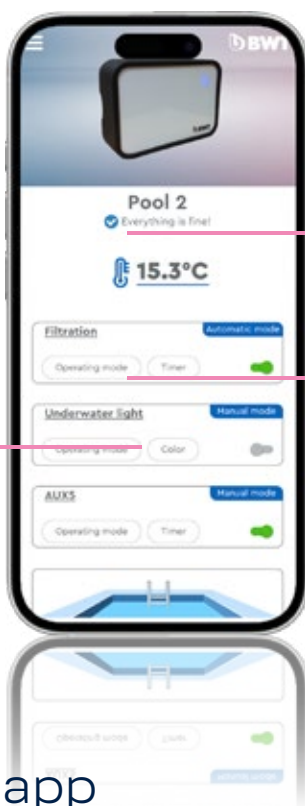 BWT
Pool 2
Everything is fine!
15.3°C
Filtration
Automatic mode
Operating mode
Timer
Underwater light
Manual mode
Operating mode
Color
AUX5
Manual mode
Operating mode
Timer
app